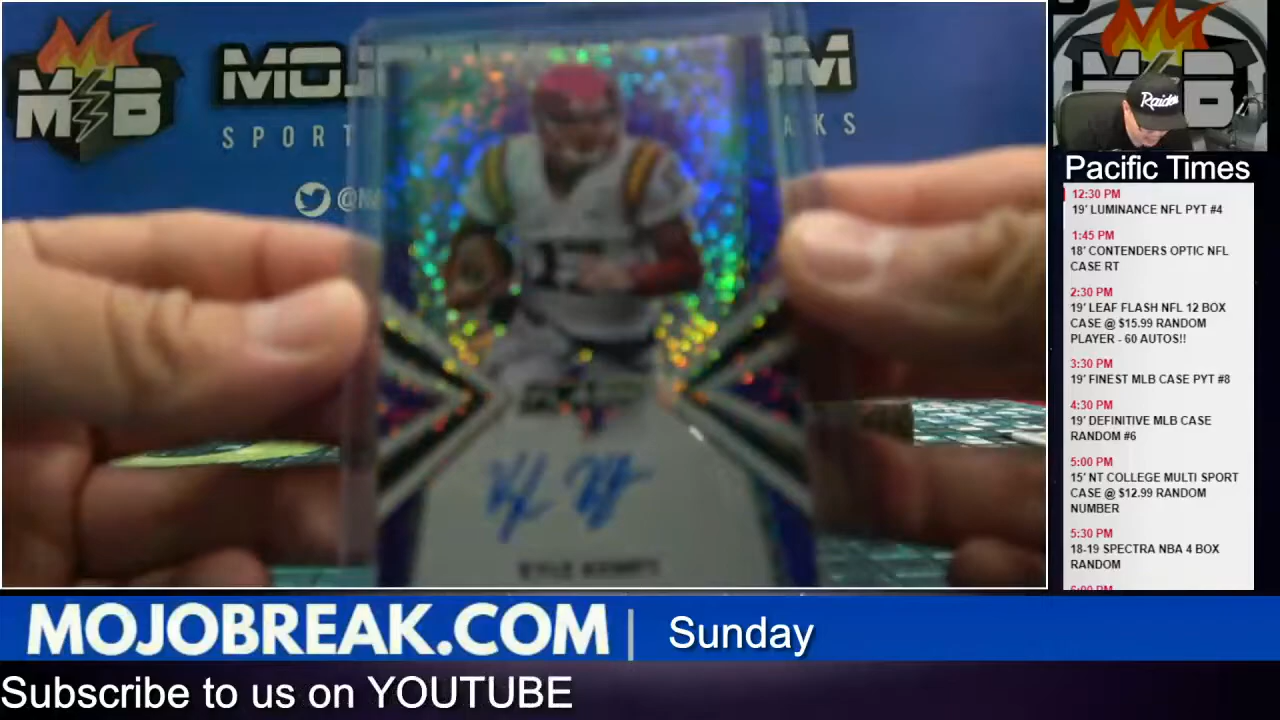 M B
SPORT
AKS
Raiders
Pacific Times
12:30 PM
19' LUMINANCE NFL PYT #4
1:45 PM
18' CONTENDERS OPTIC NFL
CASE RT
2:30 PM
19' LEAF FLASH NFL 12 BOX
CASE @ $15.99 RANDOM
PLAYER - 60 AUTOS!!
3:30 PM
19' FINEST MLB CASE PYT #8
4:30 PM
19' DEFINITIVE MLB CASE
RANDOM #6
5:00 PM
15' NT COLLEGE MULTI SPORT
CASE @ $12.99 RANDOM
NUMBER
5:30 PM
18-19 SPECTRA NBA 4 BOX
RANDOM
MOJOBREAK.COM | Sunday
Subscribe to us on YOUTUBE